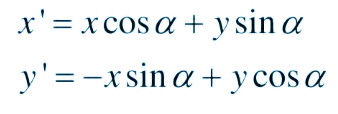 x' = x cos α + y sin α
y' = −x sin α + y cos α